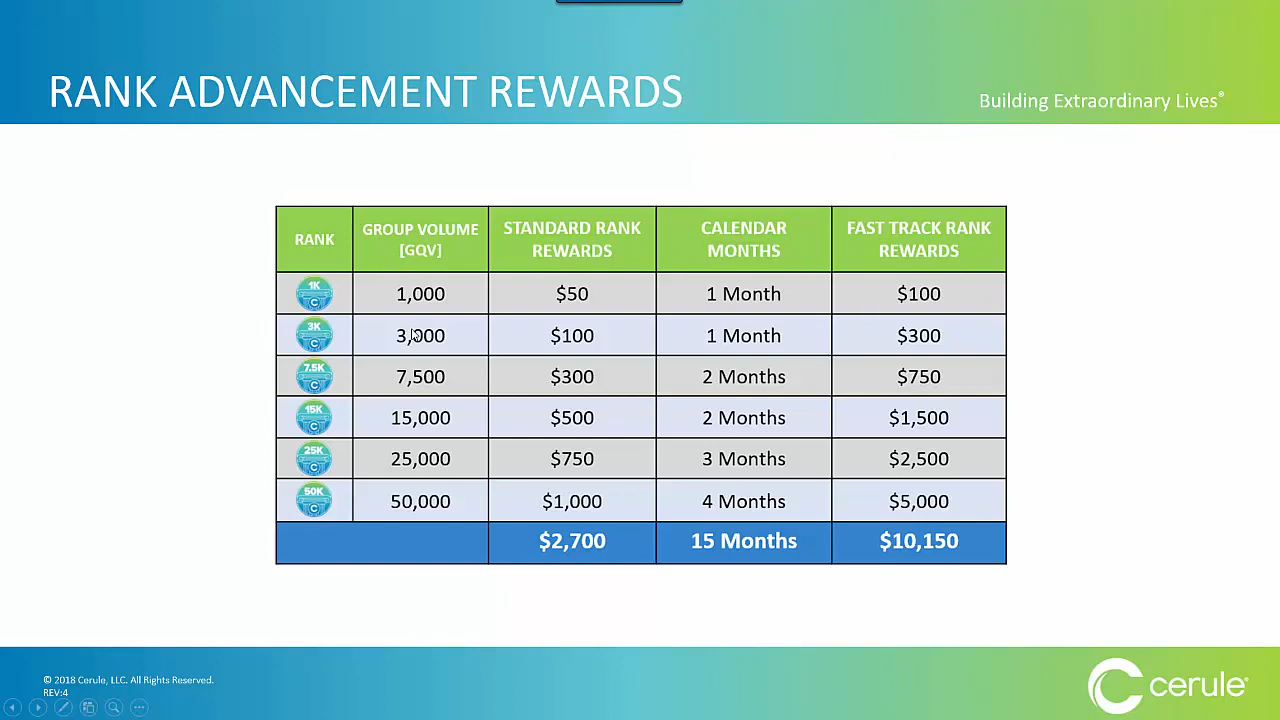 RANK ADVANCEMENT REWARDS
Building Extraordinary Lives®
RANK GROUP VOLUME [GQV] STANDARD RANK REWARDS CALENDAR MONTHS FAST TRACK RANK REWARDS
1K C 1,000 $50 1 Month $100
3K C 3,000 $100 1 Month $300
7.5K C 7,500 $300 2 Months $750
15K C 15,000 $500 2 Months $1,500
25K C 25,000 $750 3 Months $2,500
50K C 50,000 $1,000 4 Months $5,000
$2,700 15 Months $10,150
© 2018 Cerule, LLC. All Rights Reserved.
REV:4
cerule®